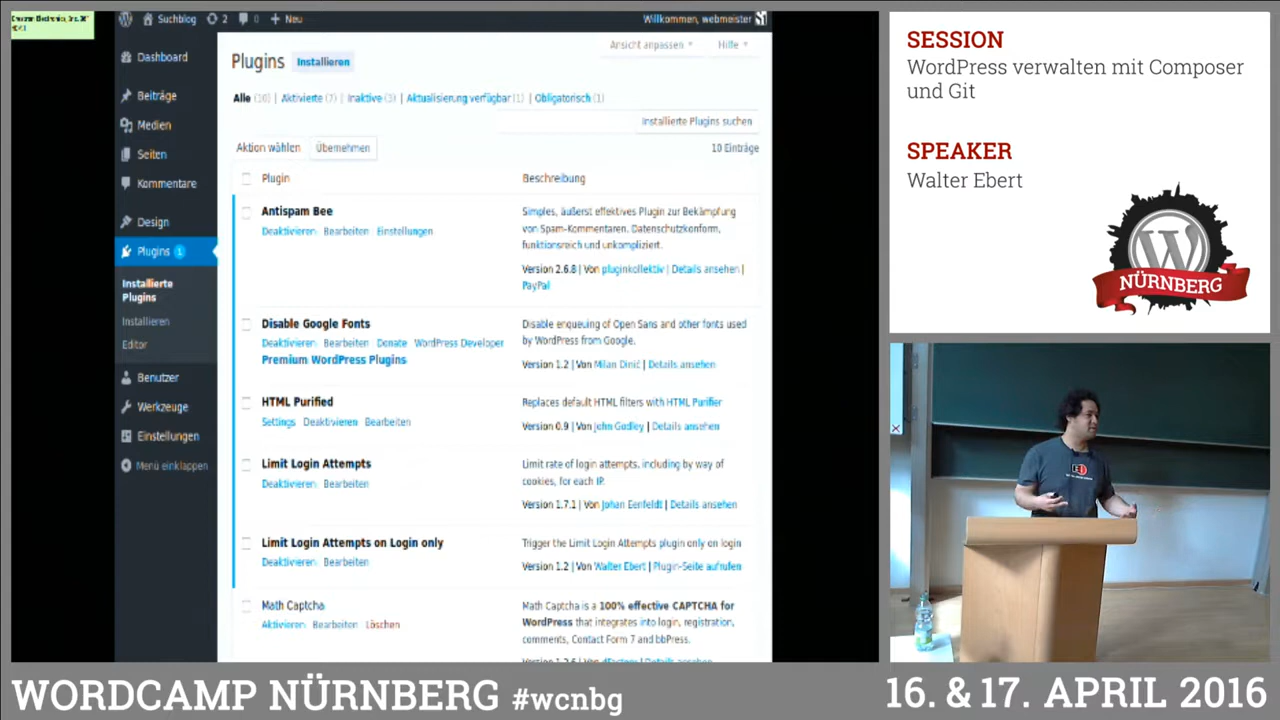 Suchblog 2 0 + Neu
Willkommen, webmeister
Dashboard
Beiträge
Medien
Seiten
Kommentare
Design
Plugins 1
Installierte
Plugins
Installieren
Editor
Benutzer
Werkzeuge
Einstellungen
Menü einklappen
Ansicht anpassen
Hilfe
Plugins Installieren
Alle (10) | Aktivierte (7) | Inaktive (3) | Aktualisierung verfügbar (1) | Obligatorisch (1)
Installierte Plugins suchen
Aktion wählen Übernehmen
10 Einträge
Plugin
Beschreibung
Antispam Bee
Deaktivieren Bearbeiten Einstellungen
Simples, äußerst effektives Plugin zur Bekämpfung
von Spam-Kommentaren. Datenschutzkonform,
funktionsreich und unkompliziert.
Version 2.6.8 | Von pluginkollektiv | Details ansehen |
PayPal
Disable Google Fonts
Deaktivieren Bearbeiten Donate WordPress Developer
Premium WordPress Plugins
Disable enqueuing of Open Sans and other fonts used
by WordPress from Google.
Version 1.2 | Von Milan Dinić | Details ansehen
HTML Purified
Settings Deaktivieren Bearbeiten
Replaces default HTML filters with HTML Purifier
Version 0.9 | Von John Godley | Details ansehen
Limit Login Attempts
Deaktivieren Bearbeiten
Limit rate of login attempts, including by way of
cookies, for each IP.
Version 1.7.1 | Von Johan Eenfeldt | Details ansehen
Limit Login Attempts on Login only
Deaktivieren Bearbeiten
Trigger the Limit Login Attempts plugin only on login
Version 1.2 | Von Walter Ebert | Plugin-Seite aufrufen
Math Captcha
Aktivieren Bearbeiten Löschen
Math Captcha is a 100% effective CAPTCHA for
WordPress that integrates into login, registration,
comments, Contact Form 7 and bbPress.
SESSION
WordPress verwalten mit Composer
und Git
SPEAKER
Walter Ebert
NÜRNBERG
WORDCAMP NÜRNBERG #wcnbg
16. & 17. APRIL 2016